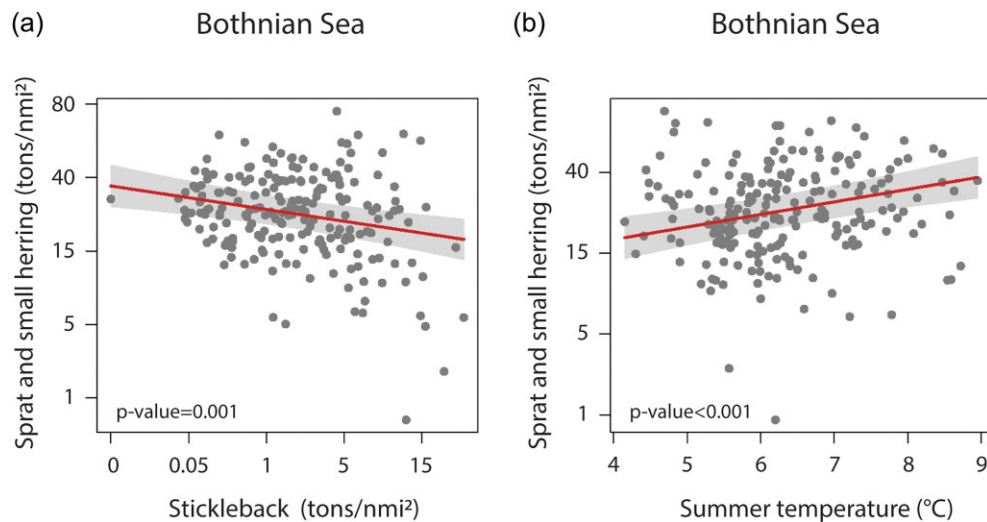 (a)
Bothnian Sea
Sprat and small herring (tons/nmi²)
80
40
15
5
1
p-value=0.001
0
0.05
1
5
15
Stickleback (tons/nmi²)
(b)
Bothnian Sea
Sprat and small herring (tons/nmi²)
40
15
5
1
p-value<0.001
4
5
6
7
8
9
Summer temperature (°C)